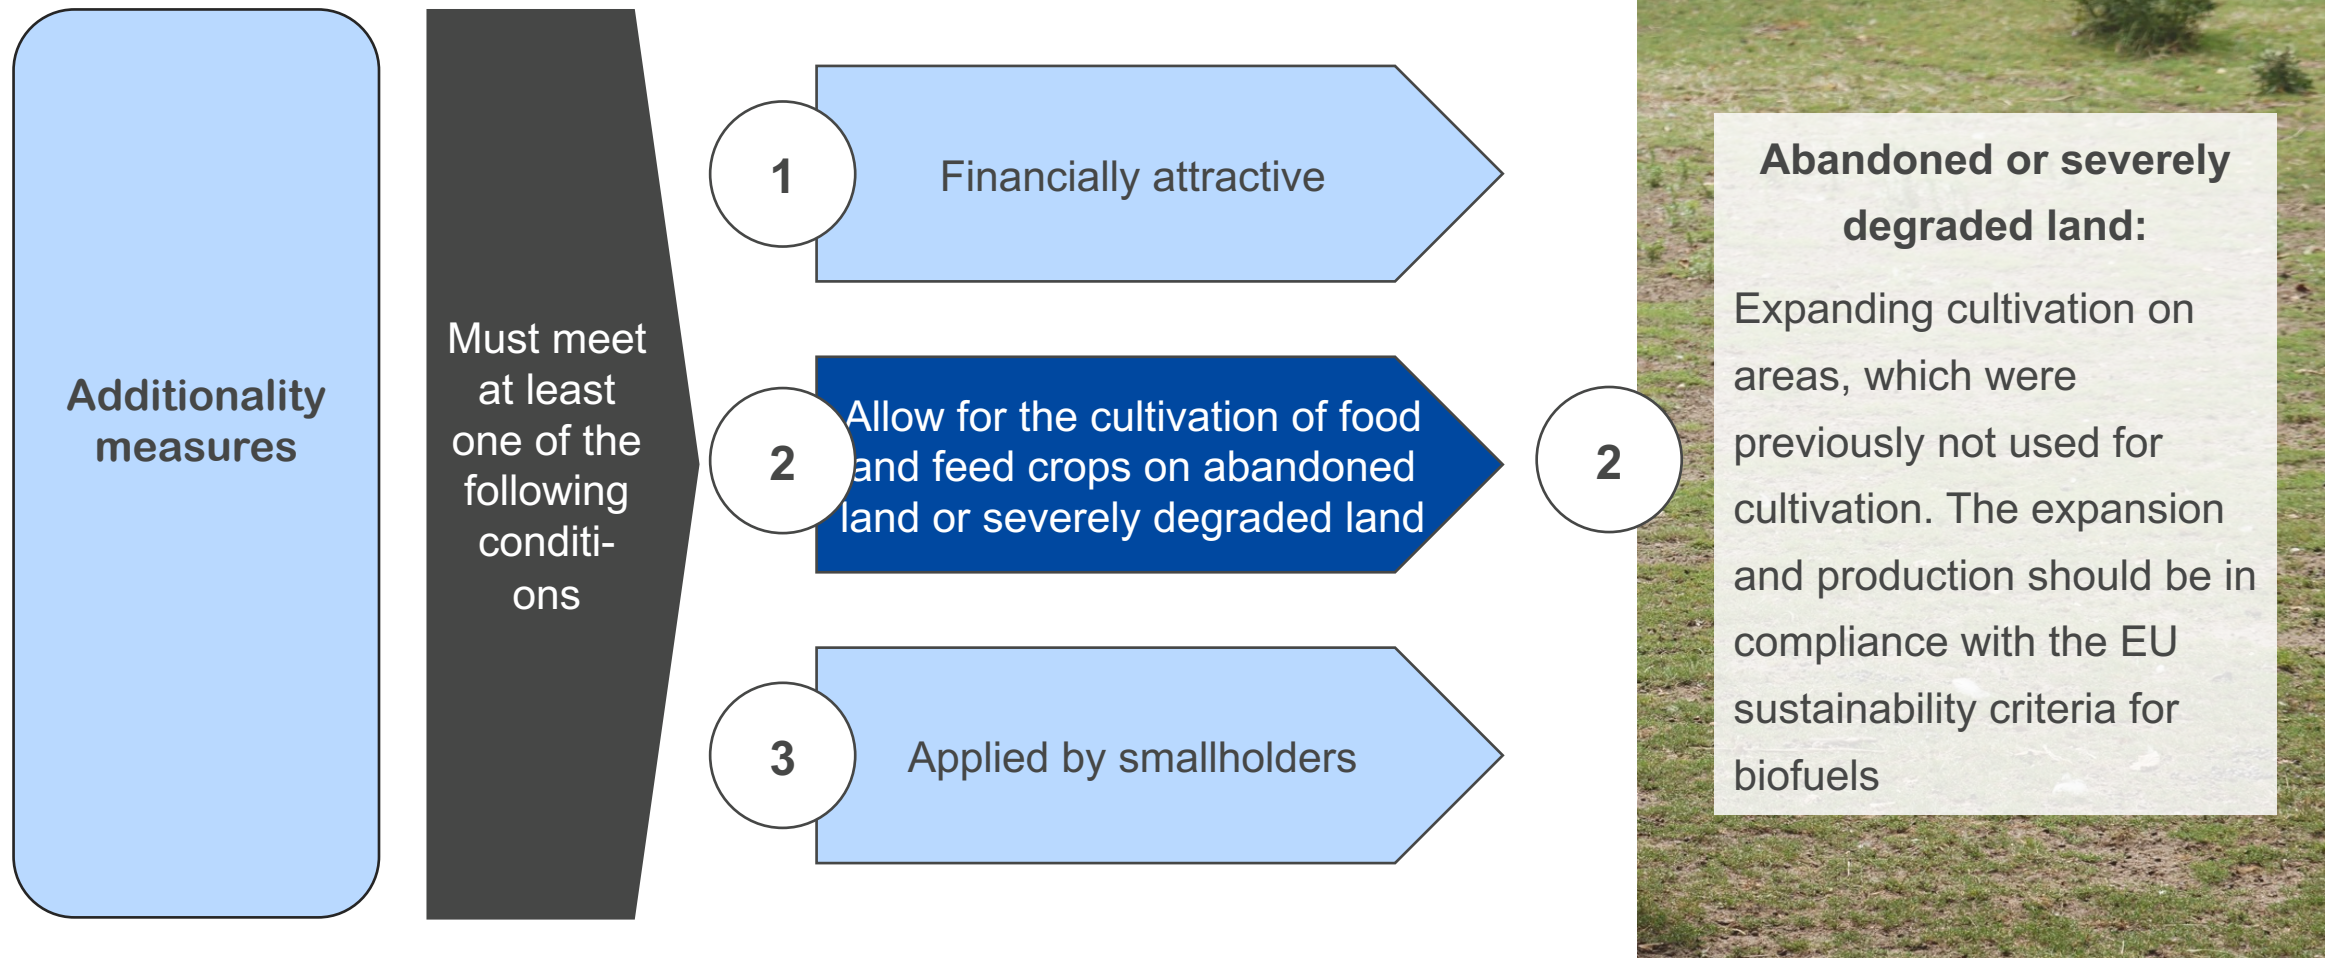 Additionality
measures
Must meet
at least
one of the
following
conditi-
ons
1
Financially attractive
2
Allow for the cultivation of food
and feed crops on abandoned
land or severely degraded land
3
Applied by smallholders
2
Abandoned or severely
degraded land:
Expanding cultivation on
areas, which were
previously not used for
cultivation. The expansion
and production should be in
compliance with the EU
sustainability criteria for
biofuels